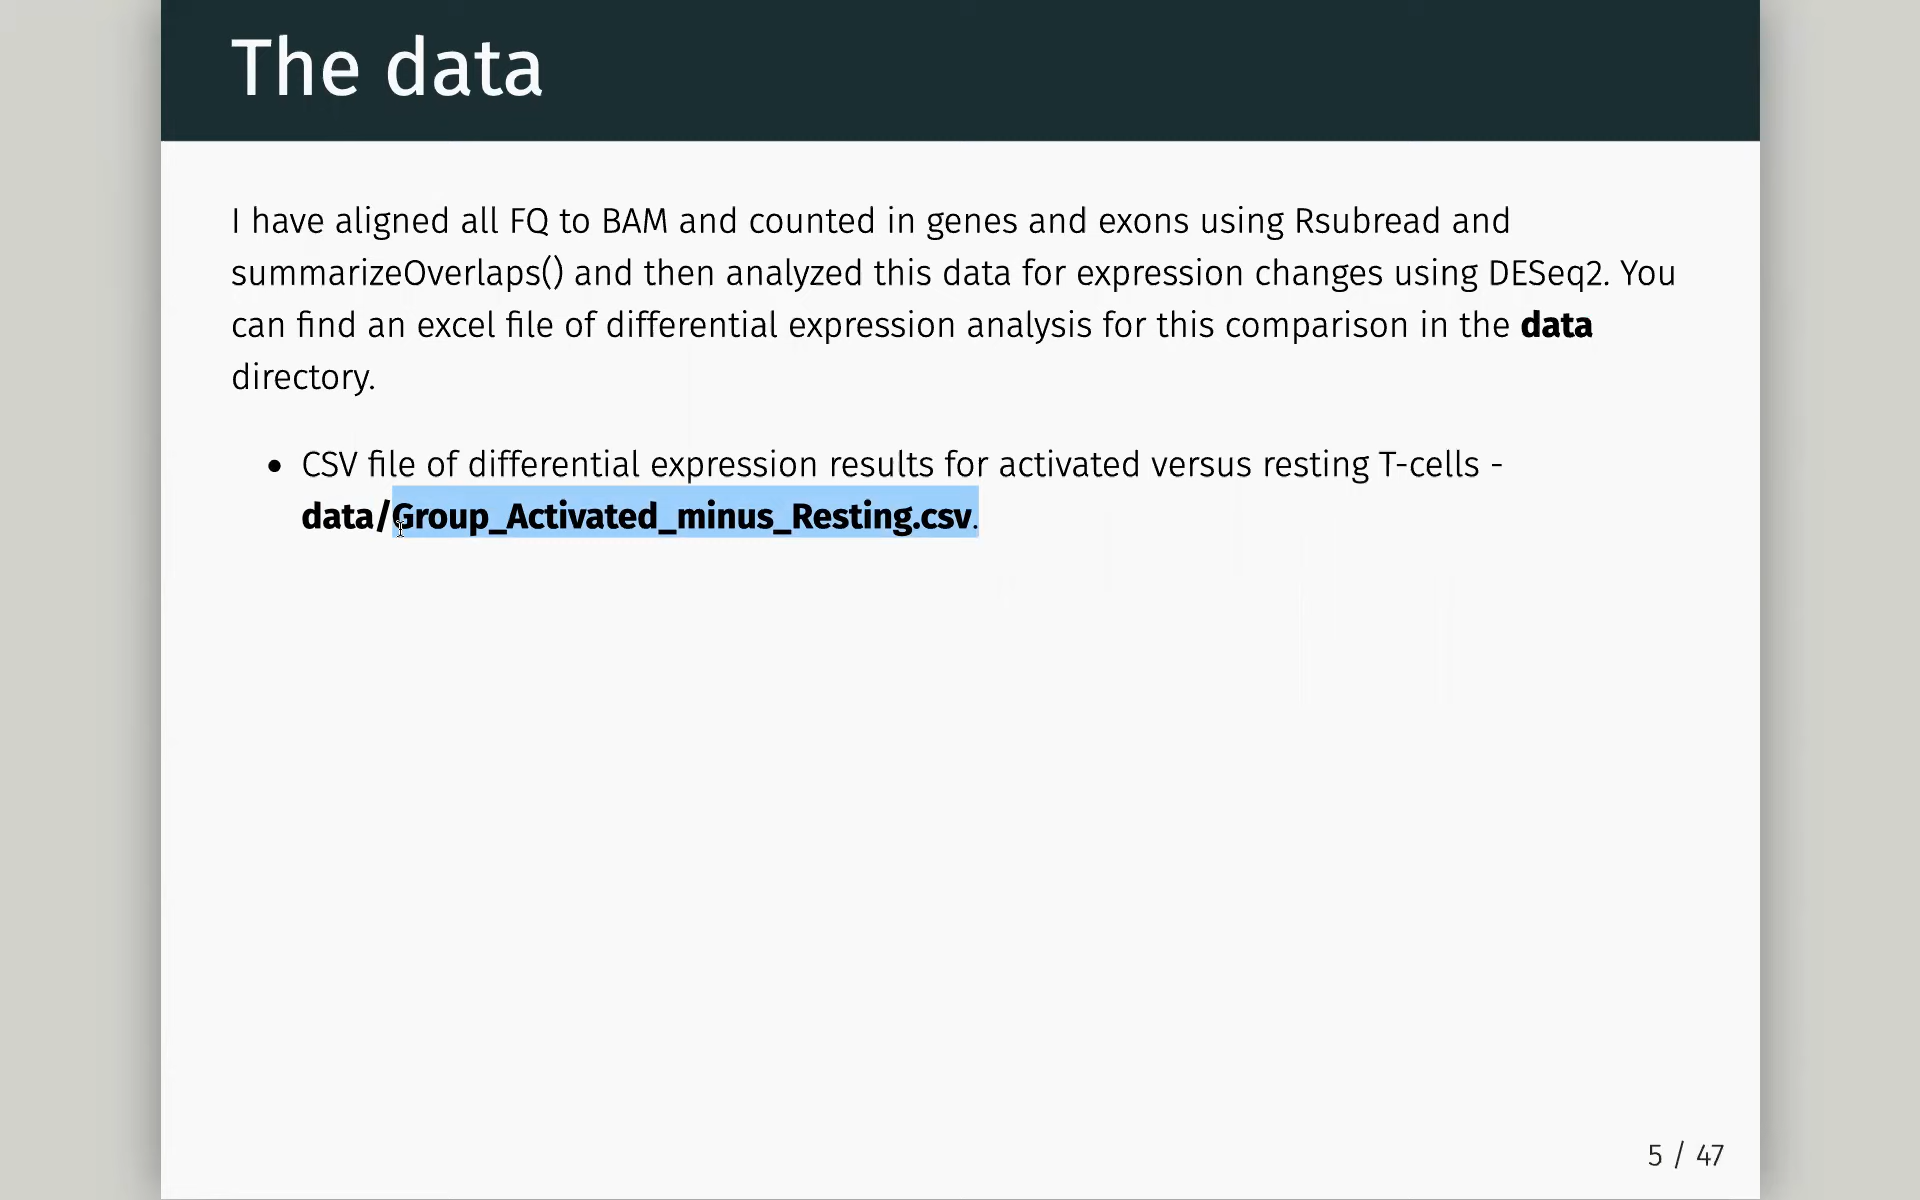 The data
I have aligned all FQ to BAM and counted in genes and exons using Rsubread and
summarizeOverlaps() and then analyzed this data for expression changes using DESeq2. You
can find an excel file of differential expression analysis for this comparison in the data
directory.
• CSV file of differential expression results for activated versus resting T-cells -
data/Group_Activated_minus_Resting.csv.
5 / 47